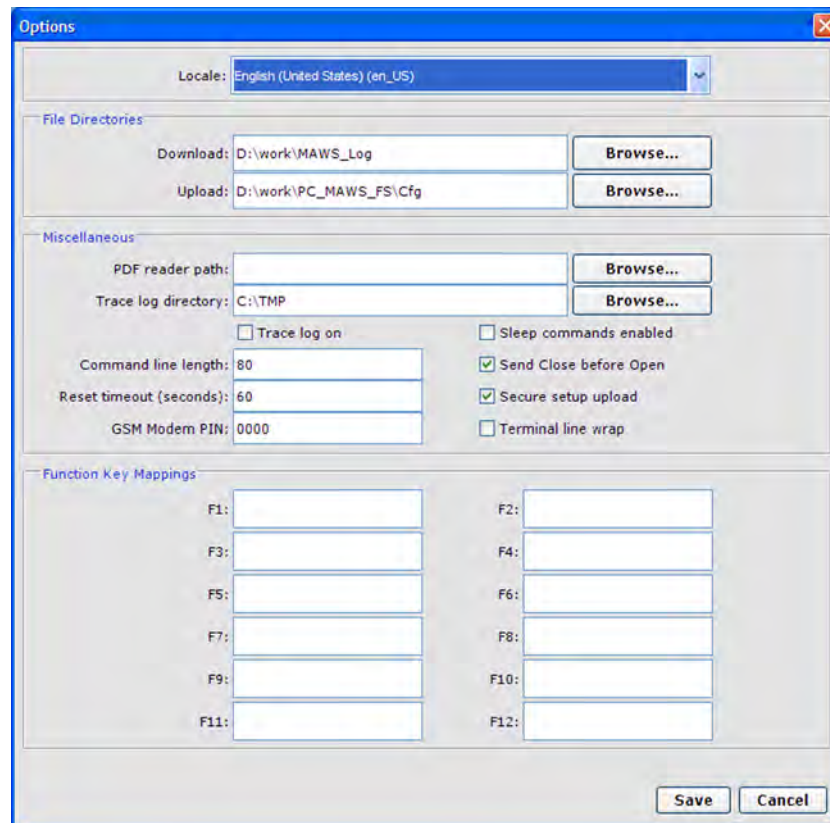 Options
Locale: English (United States) (en_US)
File Directories
Download: D:\work\MAWS_Log Browse...
Upload: D:\work\PC_MAWS_FS\Cfg Browse...
Miscellaneous
PDF reader path: Browse...
Trace log directory: C:\TMP Browse...
Trace log on Sleep commands enabled
Command line length: 80 Send Close before Open
Reset timeout (seconds): 60 Secure setup upload
GSM Modem PIN: 0000 Terminal line wrap
Function Key Mappings
F1: F2:
F3: F4:
F5: F6:
F7: F8:
F9: F10:
F11: F12:
Save Cancel